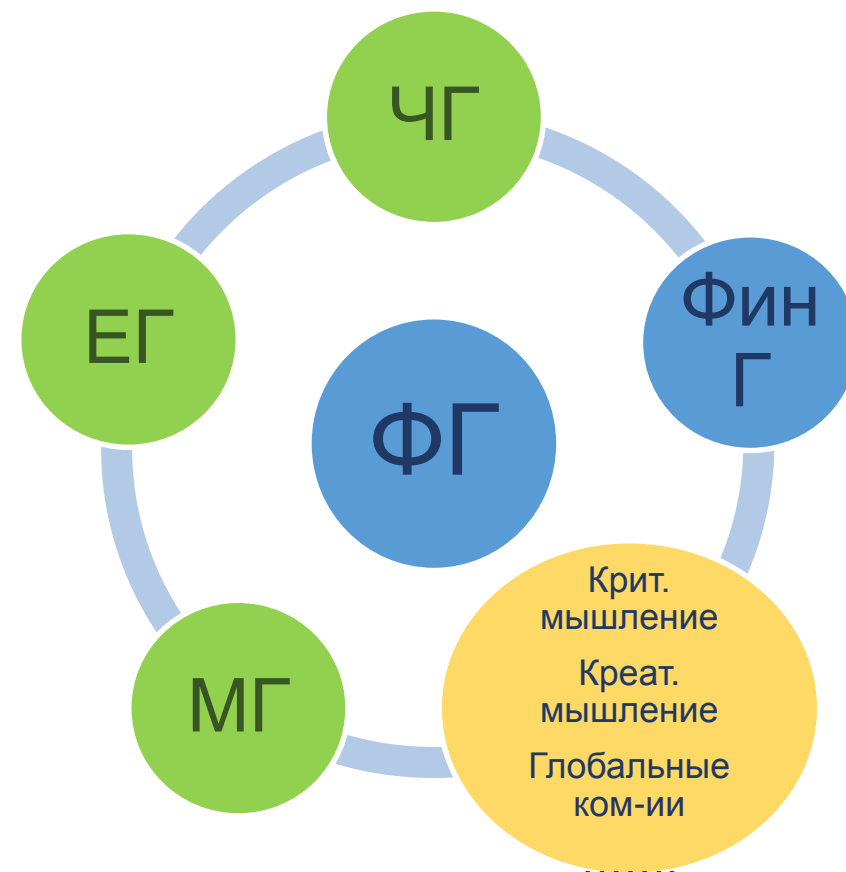 ЧГ
Фин
Г
ЕГ
ФГ
Крит.
мышление
Креат.
мышление
Глобальные
ком-ии
МГ